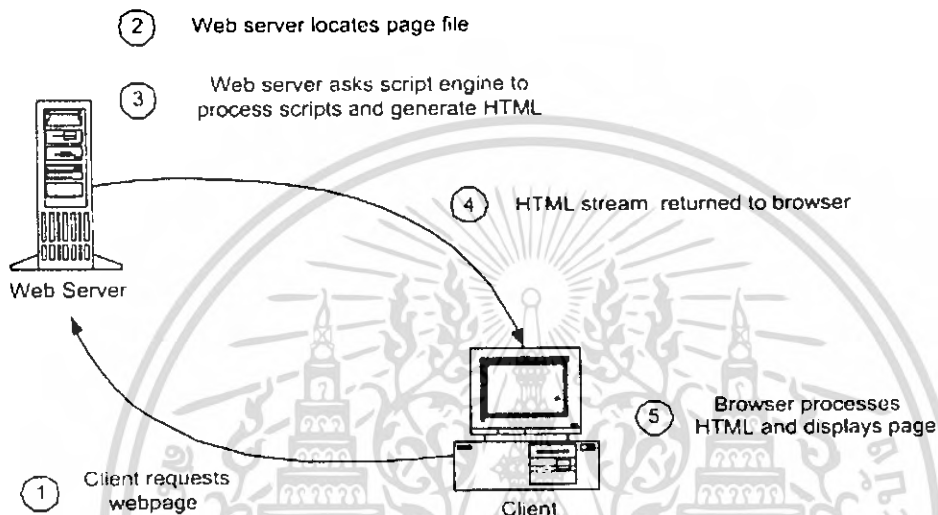 2 Web server locates page file
3 Web server asks script engine to
process scripts and generate HTML
4 HTML stream returned to browser
Web Server
5 Browser processes
HTML and displays page
1 Client requests
webpage
Client